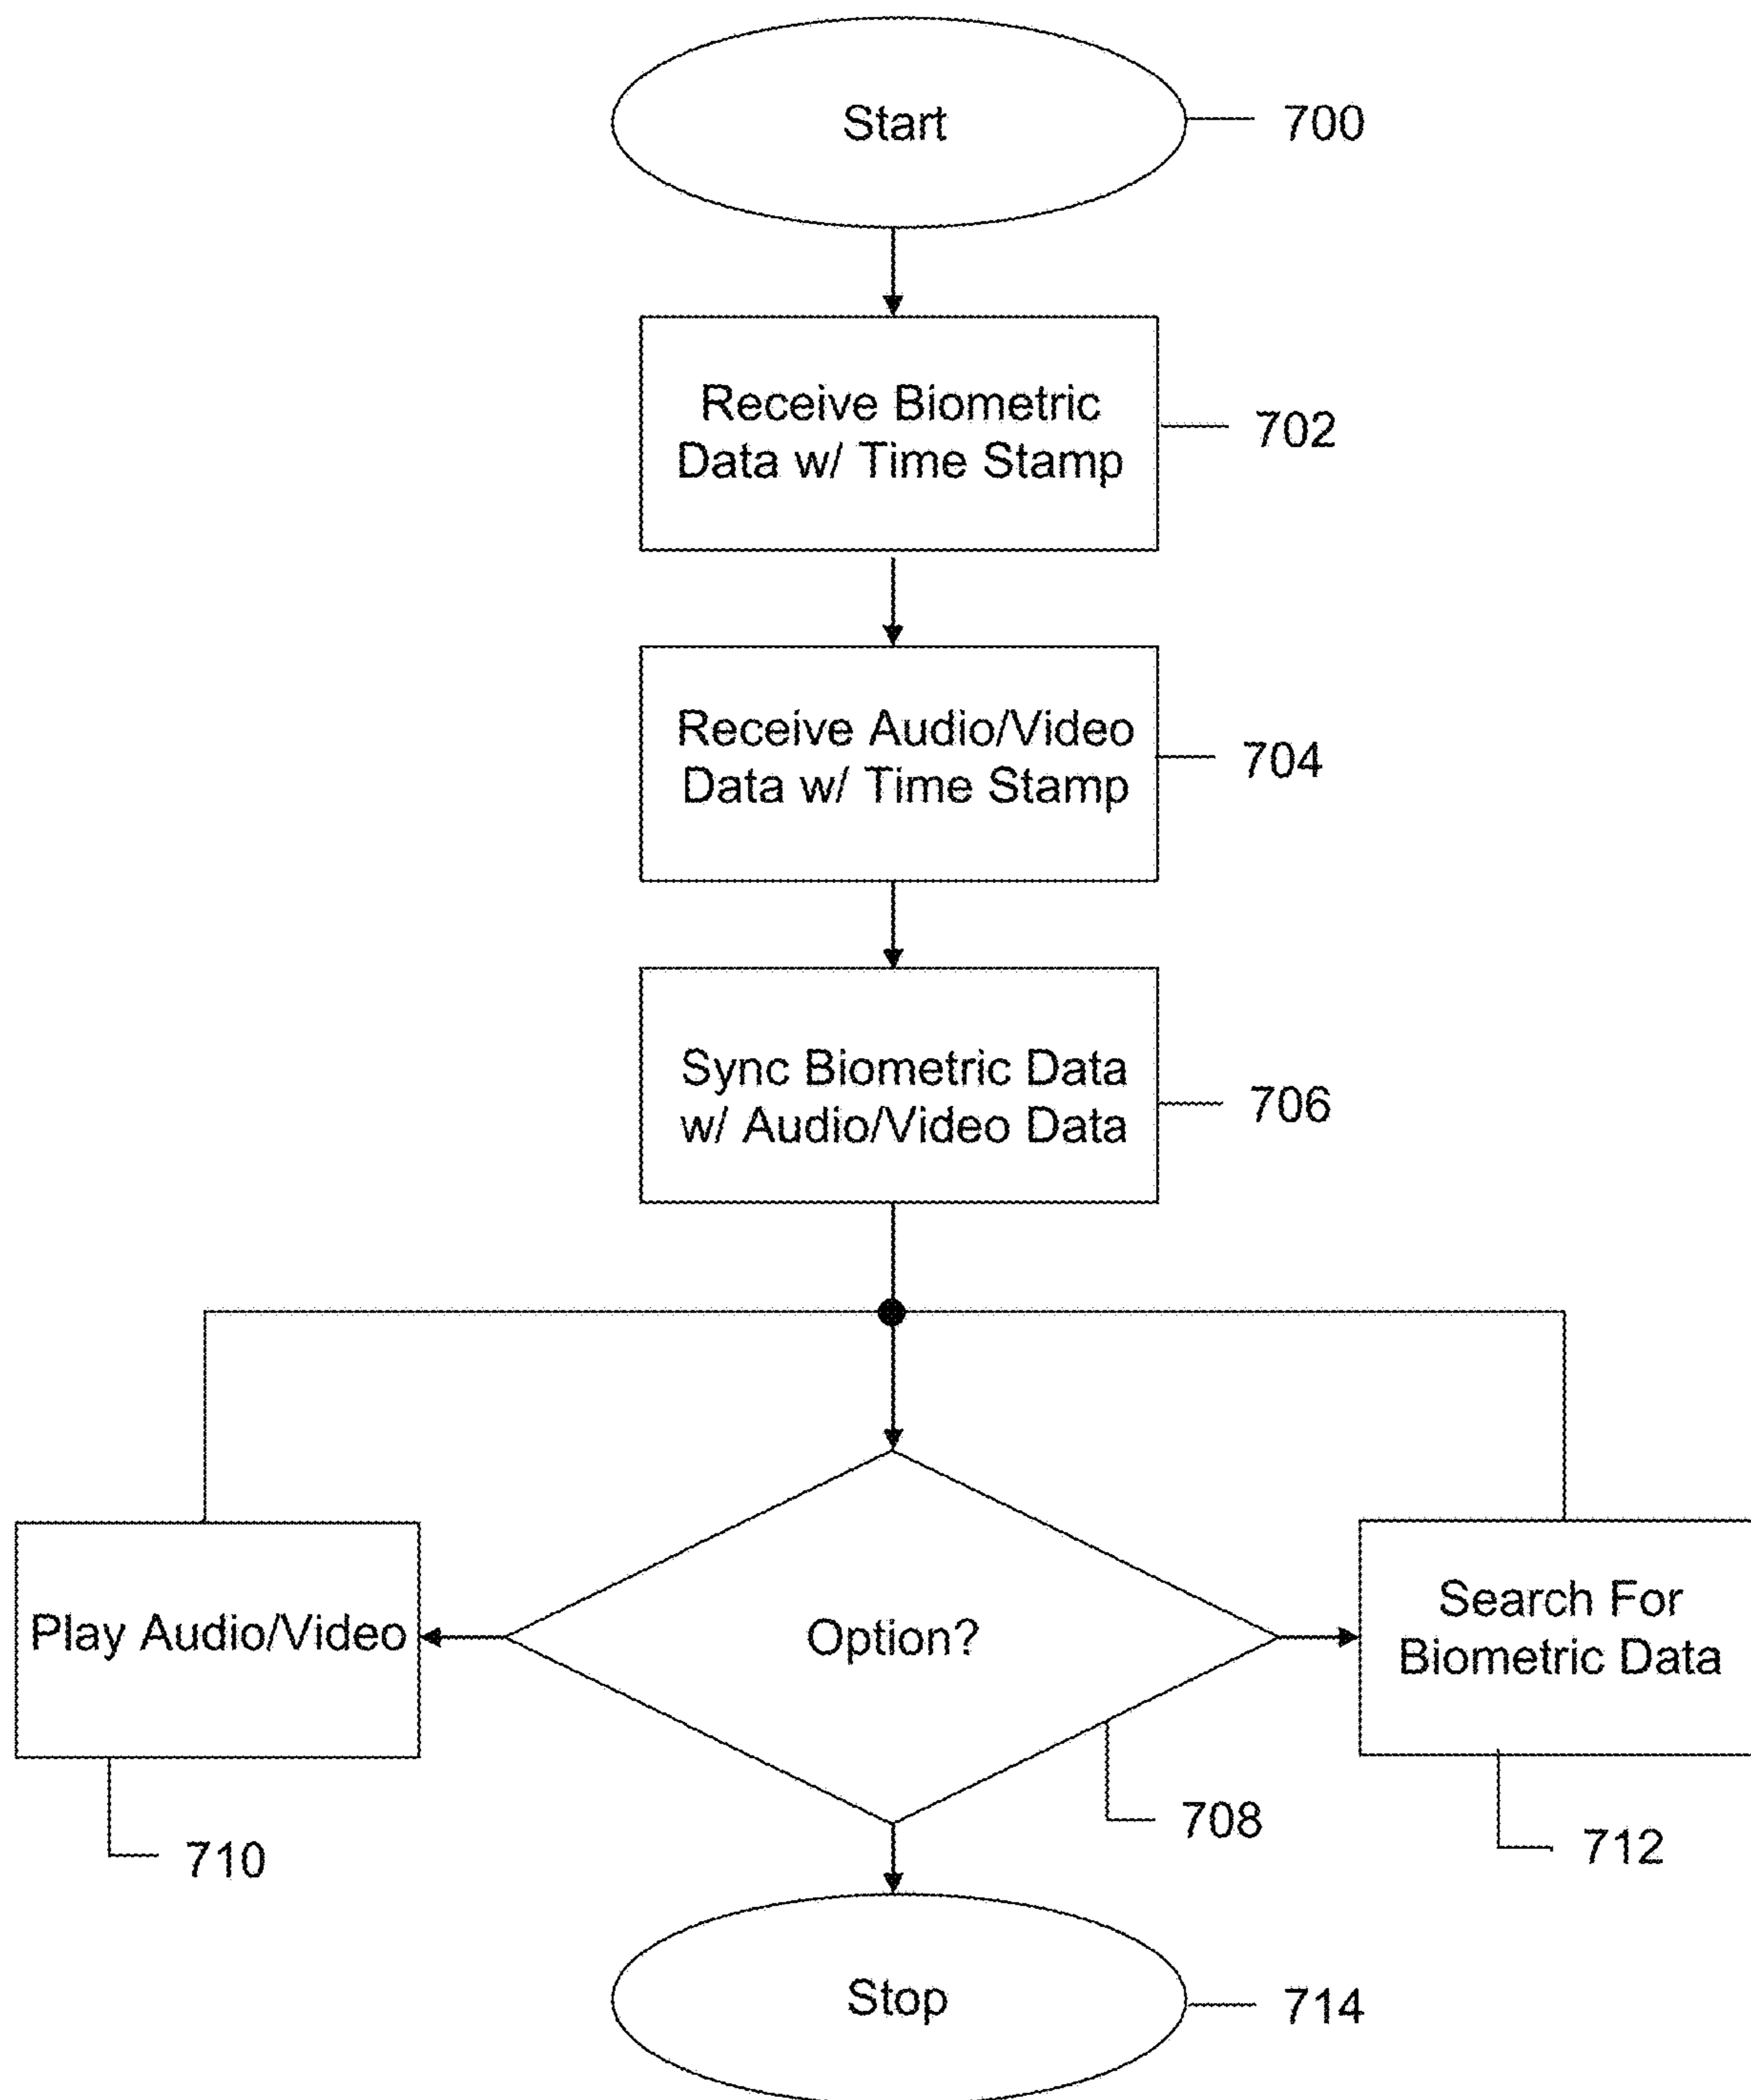 Start
700
Receive Biometric
Data w/ Time Stamp
702
Receive Audio/Video
Data w/ Time Stamp
704
Sync Biometric Data
w/ Audio/Video Data
706
Play Audio/Video
Option?
Search For
Biometric Data
710
708
712
Stop
714